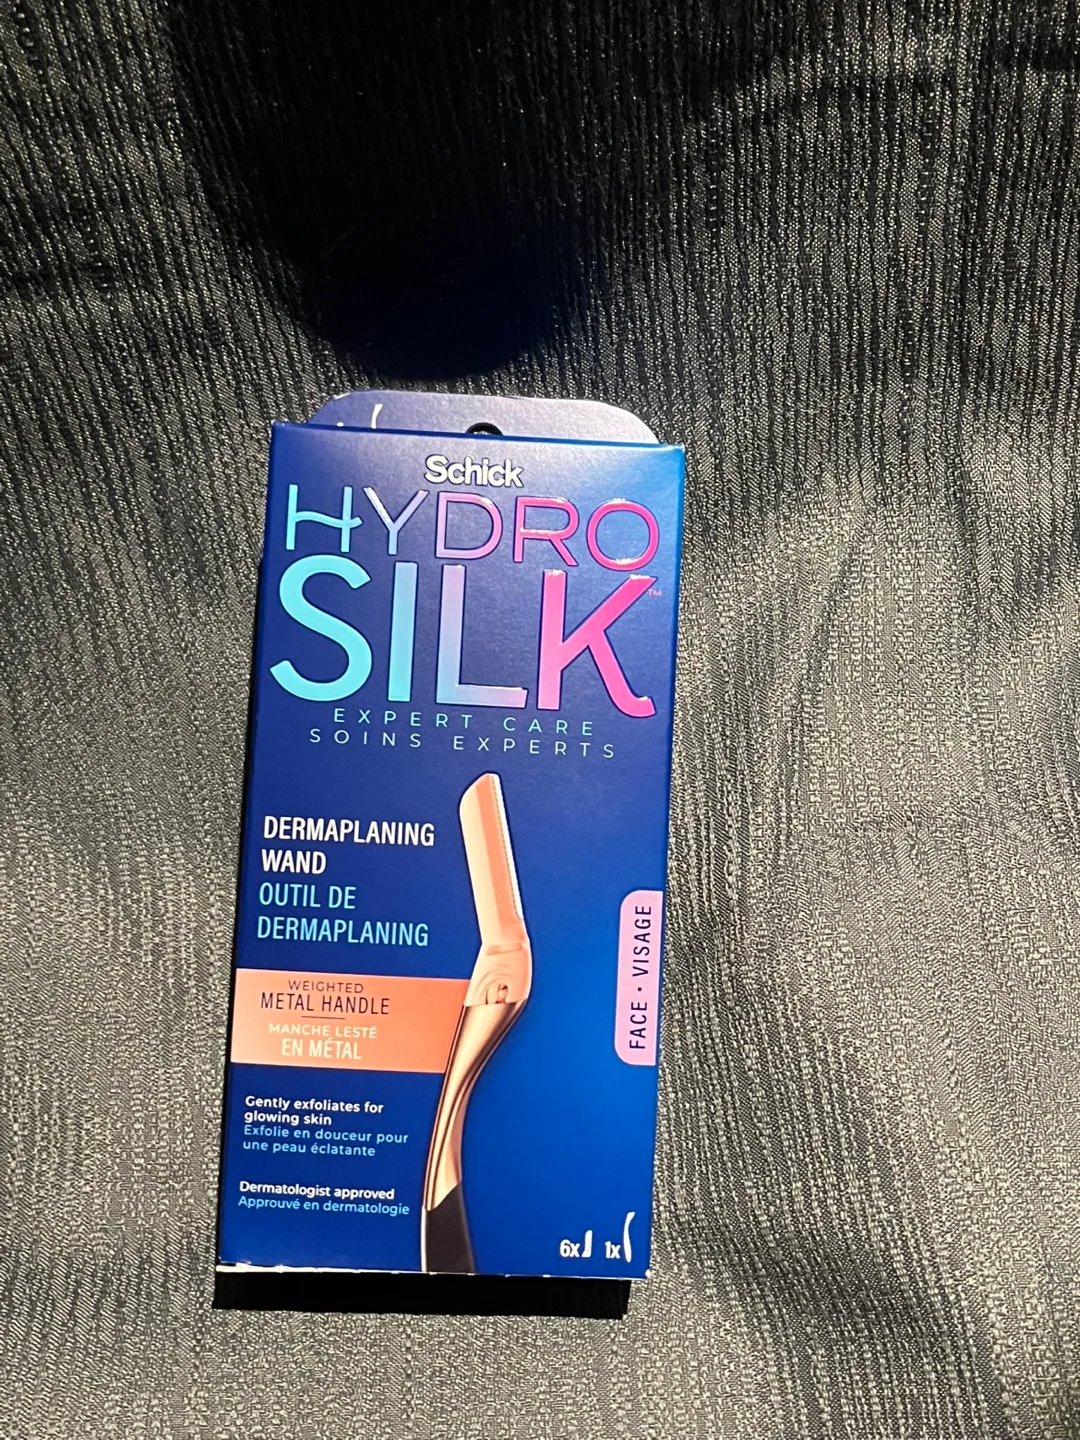 Schick
HYDRO
SILK™
EXPERT CARE
SOINS EXPERTS
DERMAPLANING
WAND
OUTIL DE
DERMAPLANING
WEIGHTED
METAL HANDLE
MANCHE LESTÉ
EN MÉTAL
FACE • VISAGE
Gently exfoliates for
glowing skin
Exfolie en douceur pour
une peau éclatante
Dermatologist approved
Approuvé en dermatologie
6x 1x